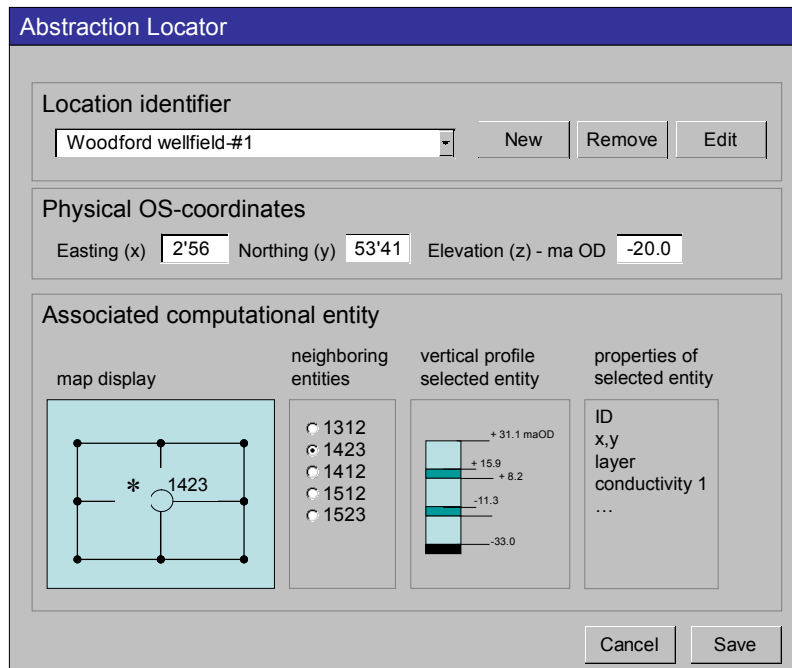 Abstraction Locator
Location identifier
Woodford wellfield-#1
New
Remove
Edit
Physical OS-coordinates
Easting (x) 2'56 Northing (y) 53'41 Elevation (z) - ma OD -20.0
Associated computational entity
map display
neighboring
entities
vertical profile
selected entity
properties of
selected entity
* 1423
1312
1423
1412
1512
1523
+ 31.1 maOD
+ 15.9
+ 8.2
-11.3
-33.0
ID
x,y
layer
conductivity 1
...
Cancel
Save